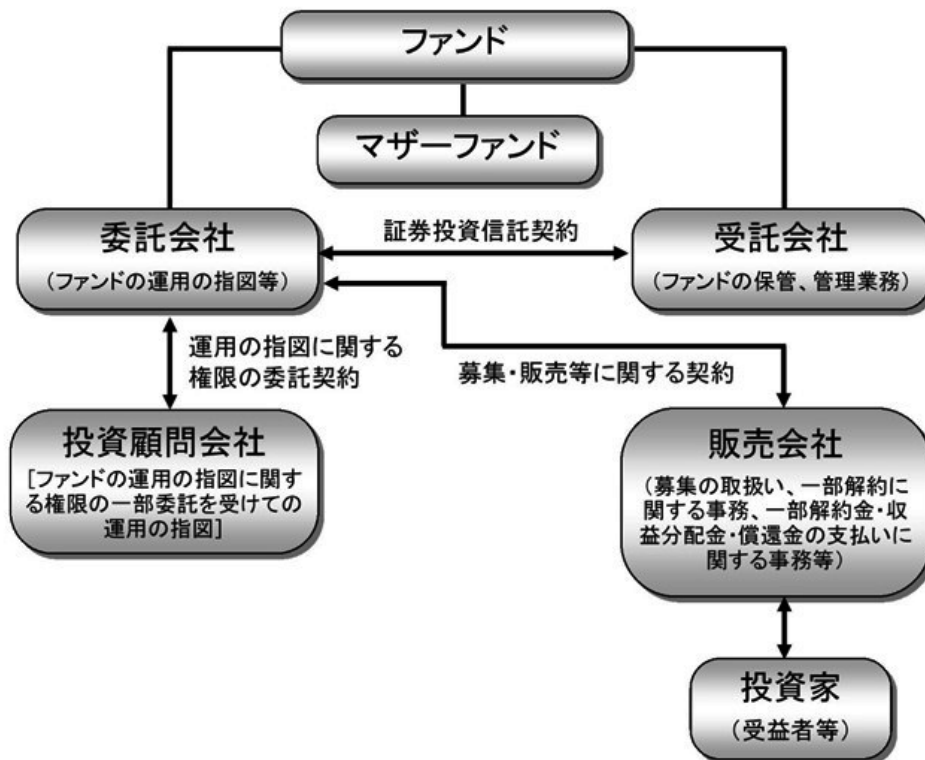 ファンド
マザーファンド
委託会社
(ファンドの運用の指図等)
証券投資信託契約
受託会社
(ファンドの保管、管理業務)
運用の指図に関する
権限の委託契約
募集・販売等に関する契約
投資顧問会社
[ファンドの運用の指図に関す
る権限の一部委託を受けての
運用の指図]
販売会社
(募集の取扱い、一部解約に
関する事務、一部解約金・収
益分配金・償還金の支払いに
関する事務等)
投資家
(受益者等)